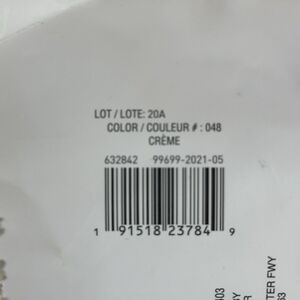 LOT / LOTE: 20A
COLOR / COULEUR # : 048
CRÈME
632842 99699-2021-05
1 91518 23784 9
TER FWY